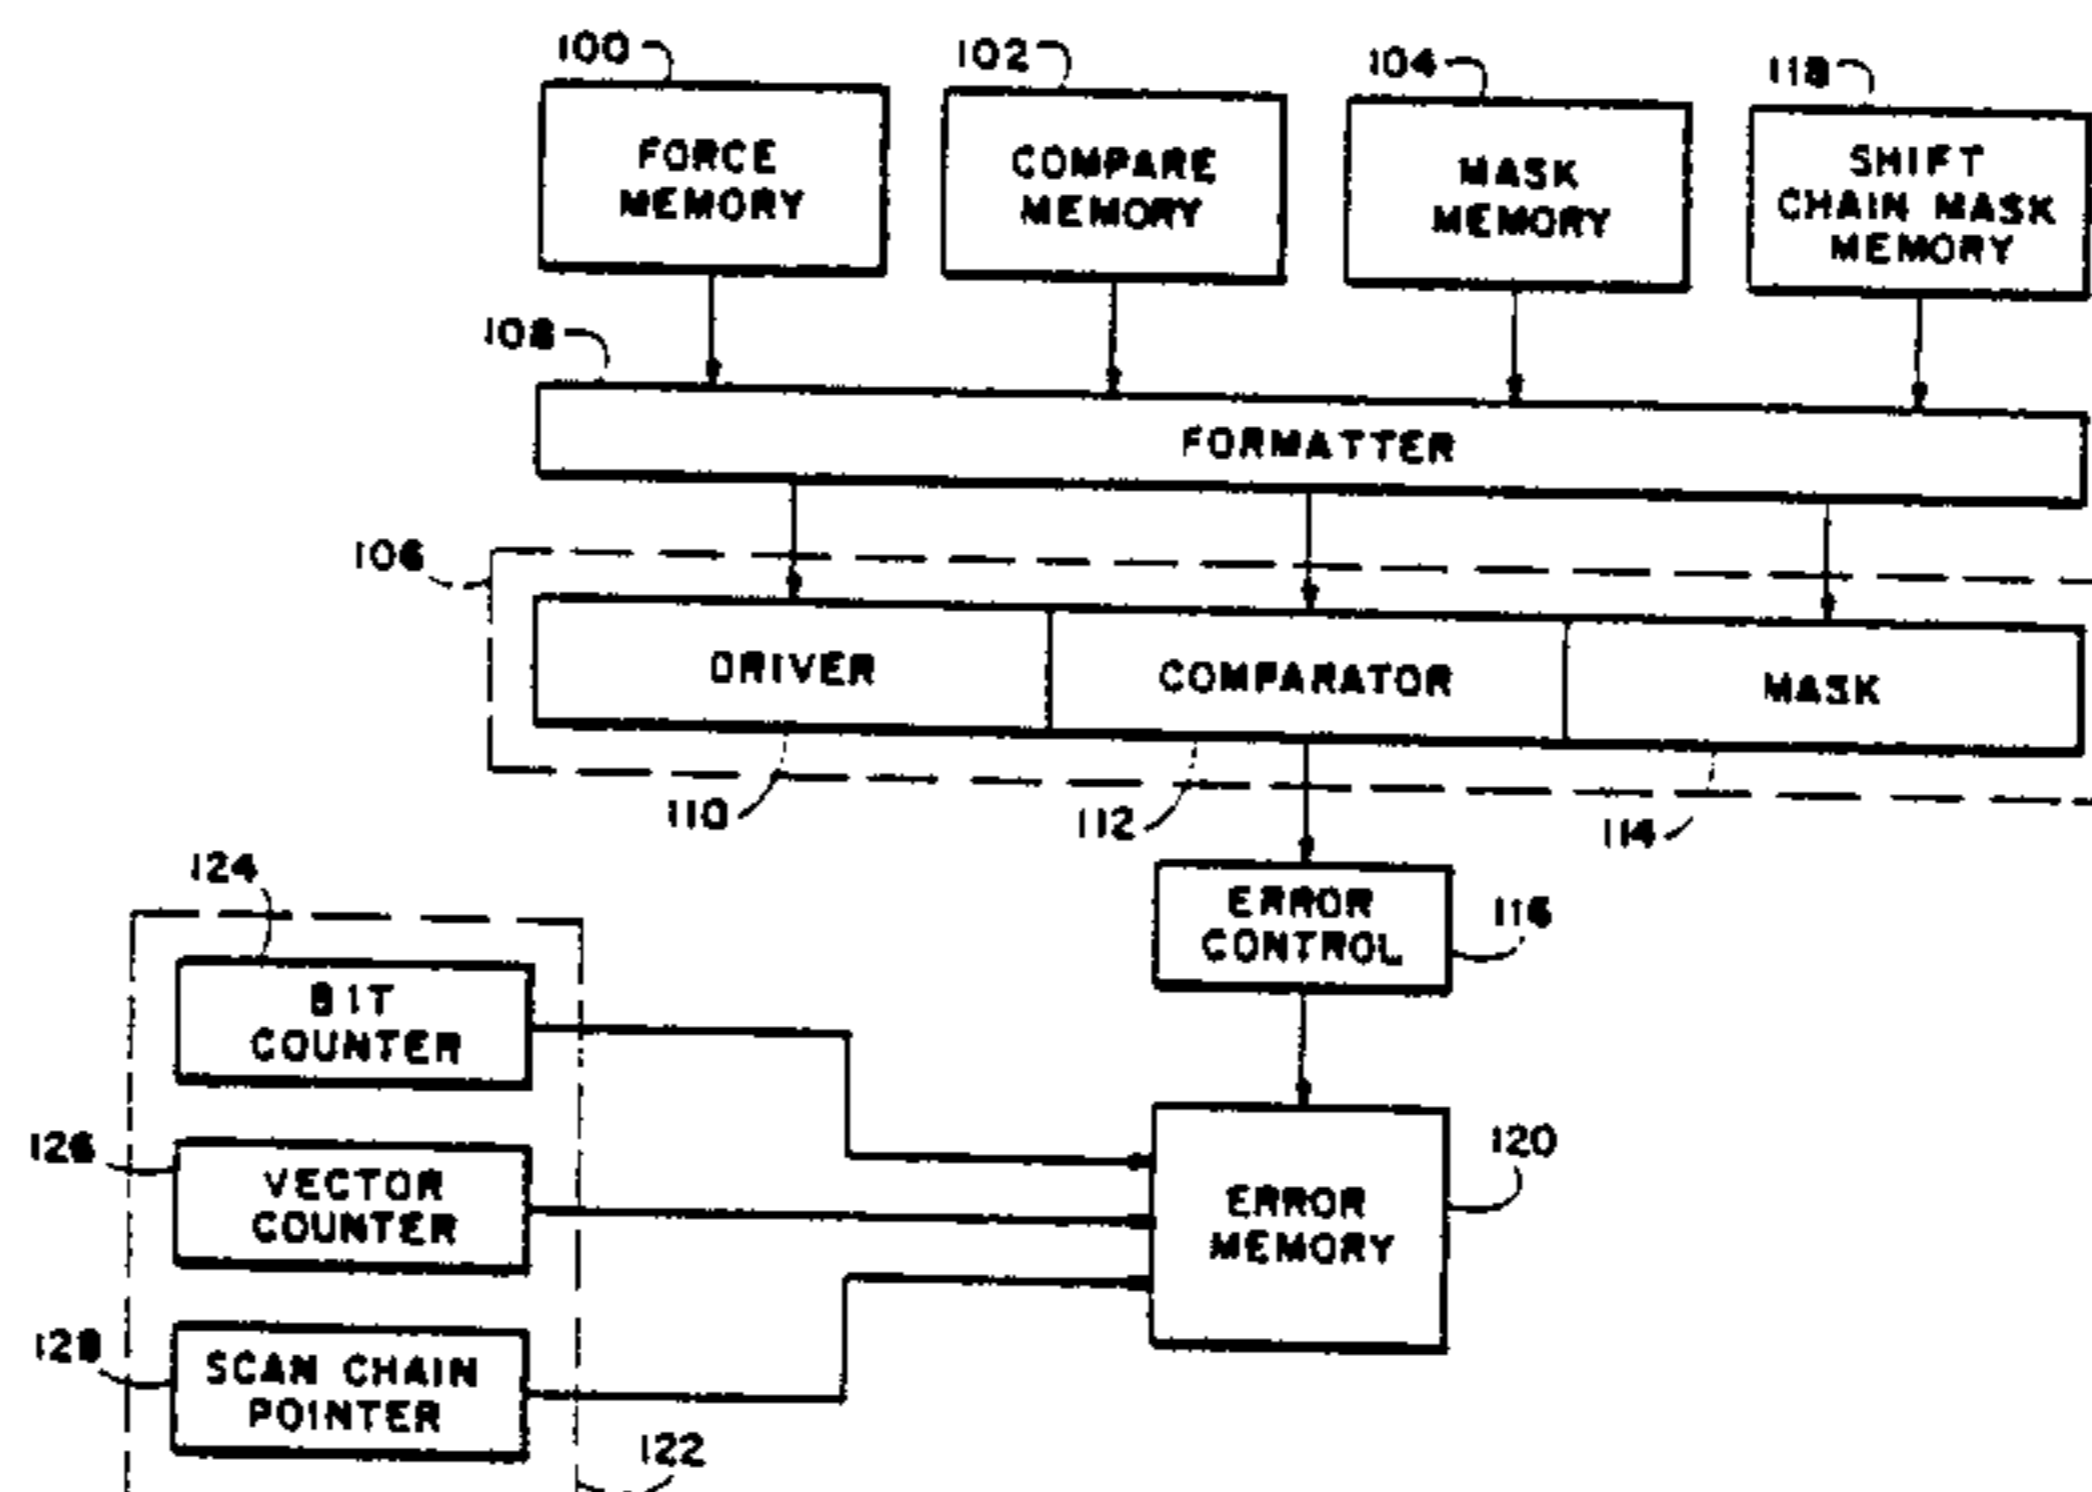 100
102
104
118
FORCE
MEMORY
COMPARE
MEMORY
MASK
MEMORY
SHIFT
CHAIN MASK
MEMORY
108
FORMATTER
106
DRIVER
COMPARATOR
MASK
110
112
114
124
ERROR
CONTROL
116
BIT
COUNTER
126
VECTOR
COUNTER
120
ERROR
MEMORY
128
SCAN CHAIN
POINTER
122